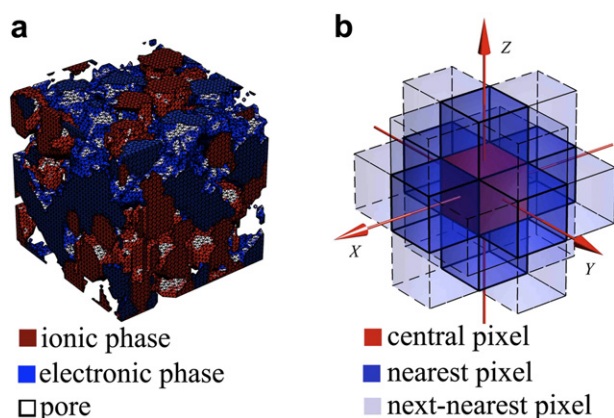 a
b
Z
X
Y
ionic phase
electronic phase
pore
central pixel
nearest pixel
next-nearest pixel